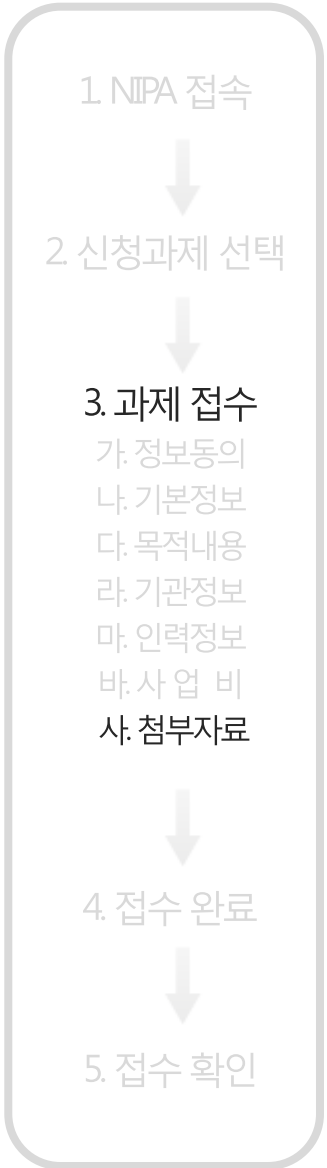 1. NIPA 접속
2. 신청과제 선택
3. 과제 접수
가. 정보동의
나. 기본정보
다. 목적내용
라. 기관정보
마. 인력정보
바. 사 업 비
사. 첨부자료
4. 접수 완료
5. 접수 확인